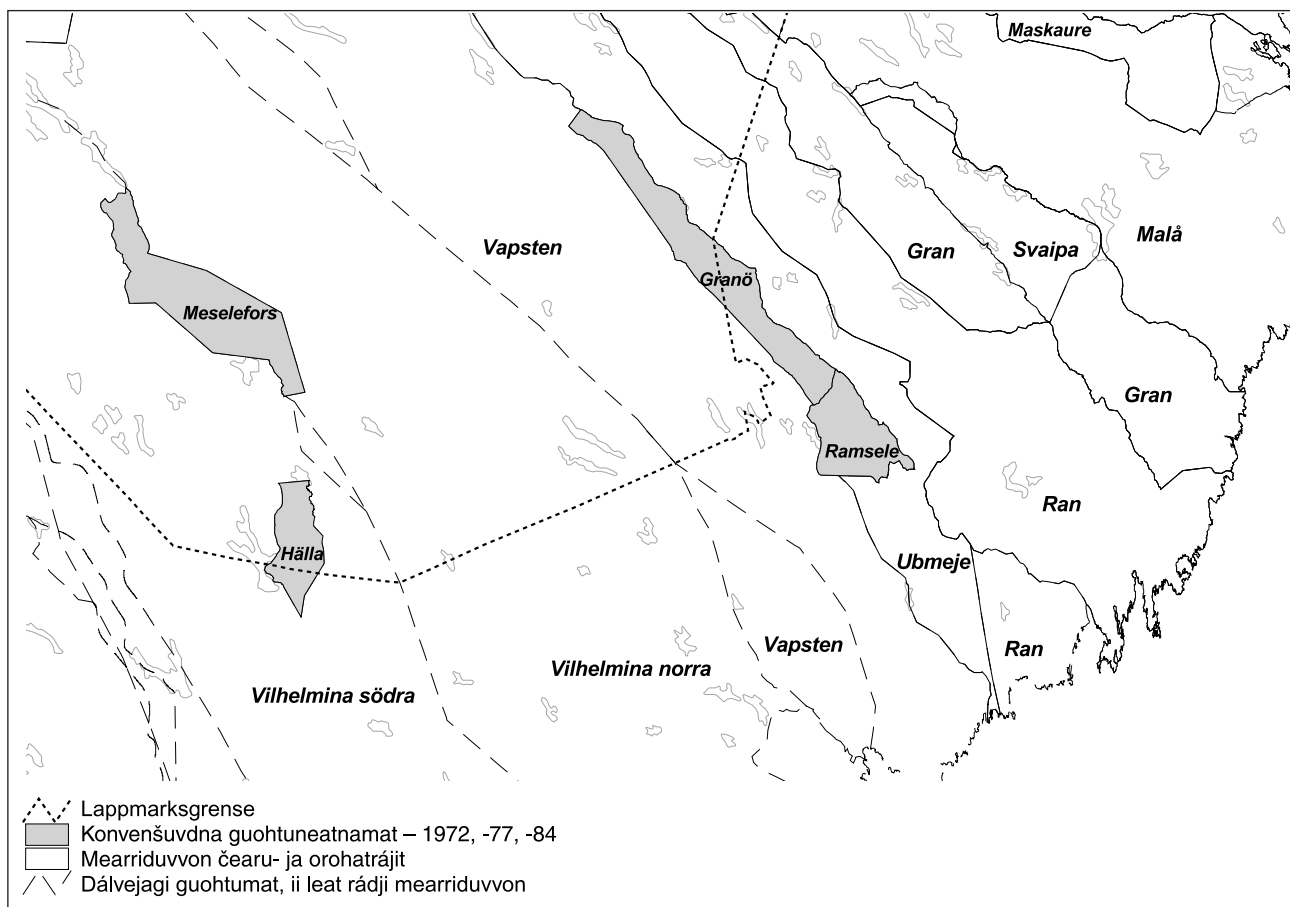 Maskaure
Vapsten
Gran
Svaipa
Malå
Granö
Meselefors
Gran
Ramsele
Ran
Hälla
Ubmeje
Vapsten
Ran
Vilhelmina norra
Vilhelmina södra
Lappmarksgrense
Konvenšuvdna guohtuneatnamat – 1972, -77, -84
Mearriduvvon čearu- ja orohatrájit
Dálvejagi guohtumat, ii leat rádji mearriduvvon